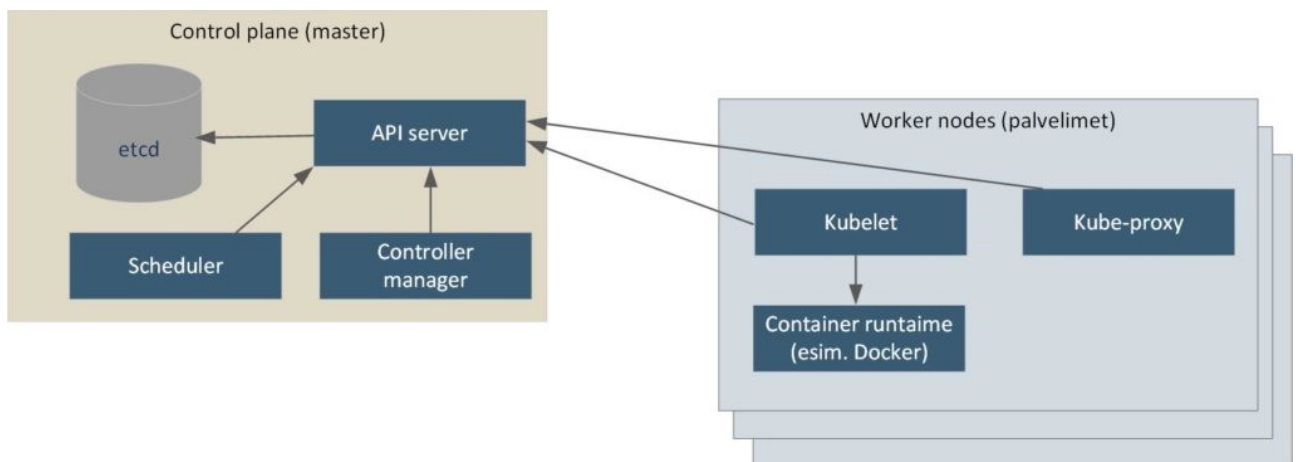 Control plane (master)
etcd
API server
Scheduler
Controller
manager
Worker nodes (palvelimet)
Kubelet
Kube-proxy
Container runtaime
(esim. Docker)